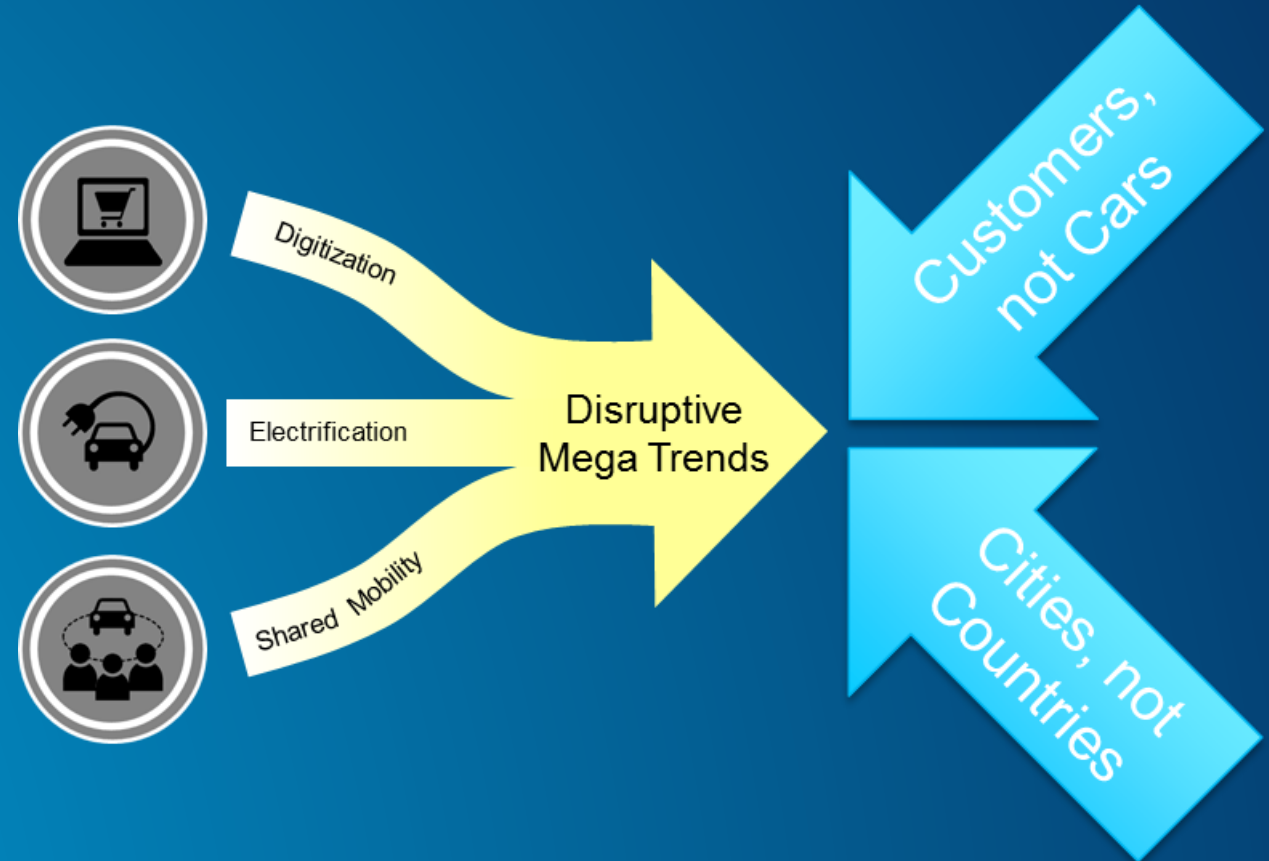 Digitization
Electrification
Shared Mobility
Disruptive
Mega Trends
Customers,
not Cars
Cities, not
Countries